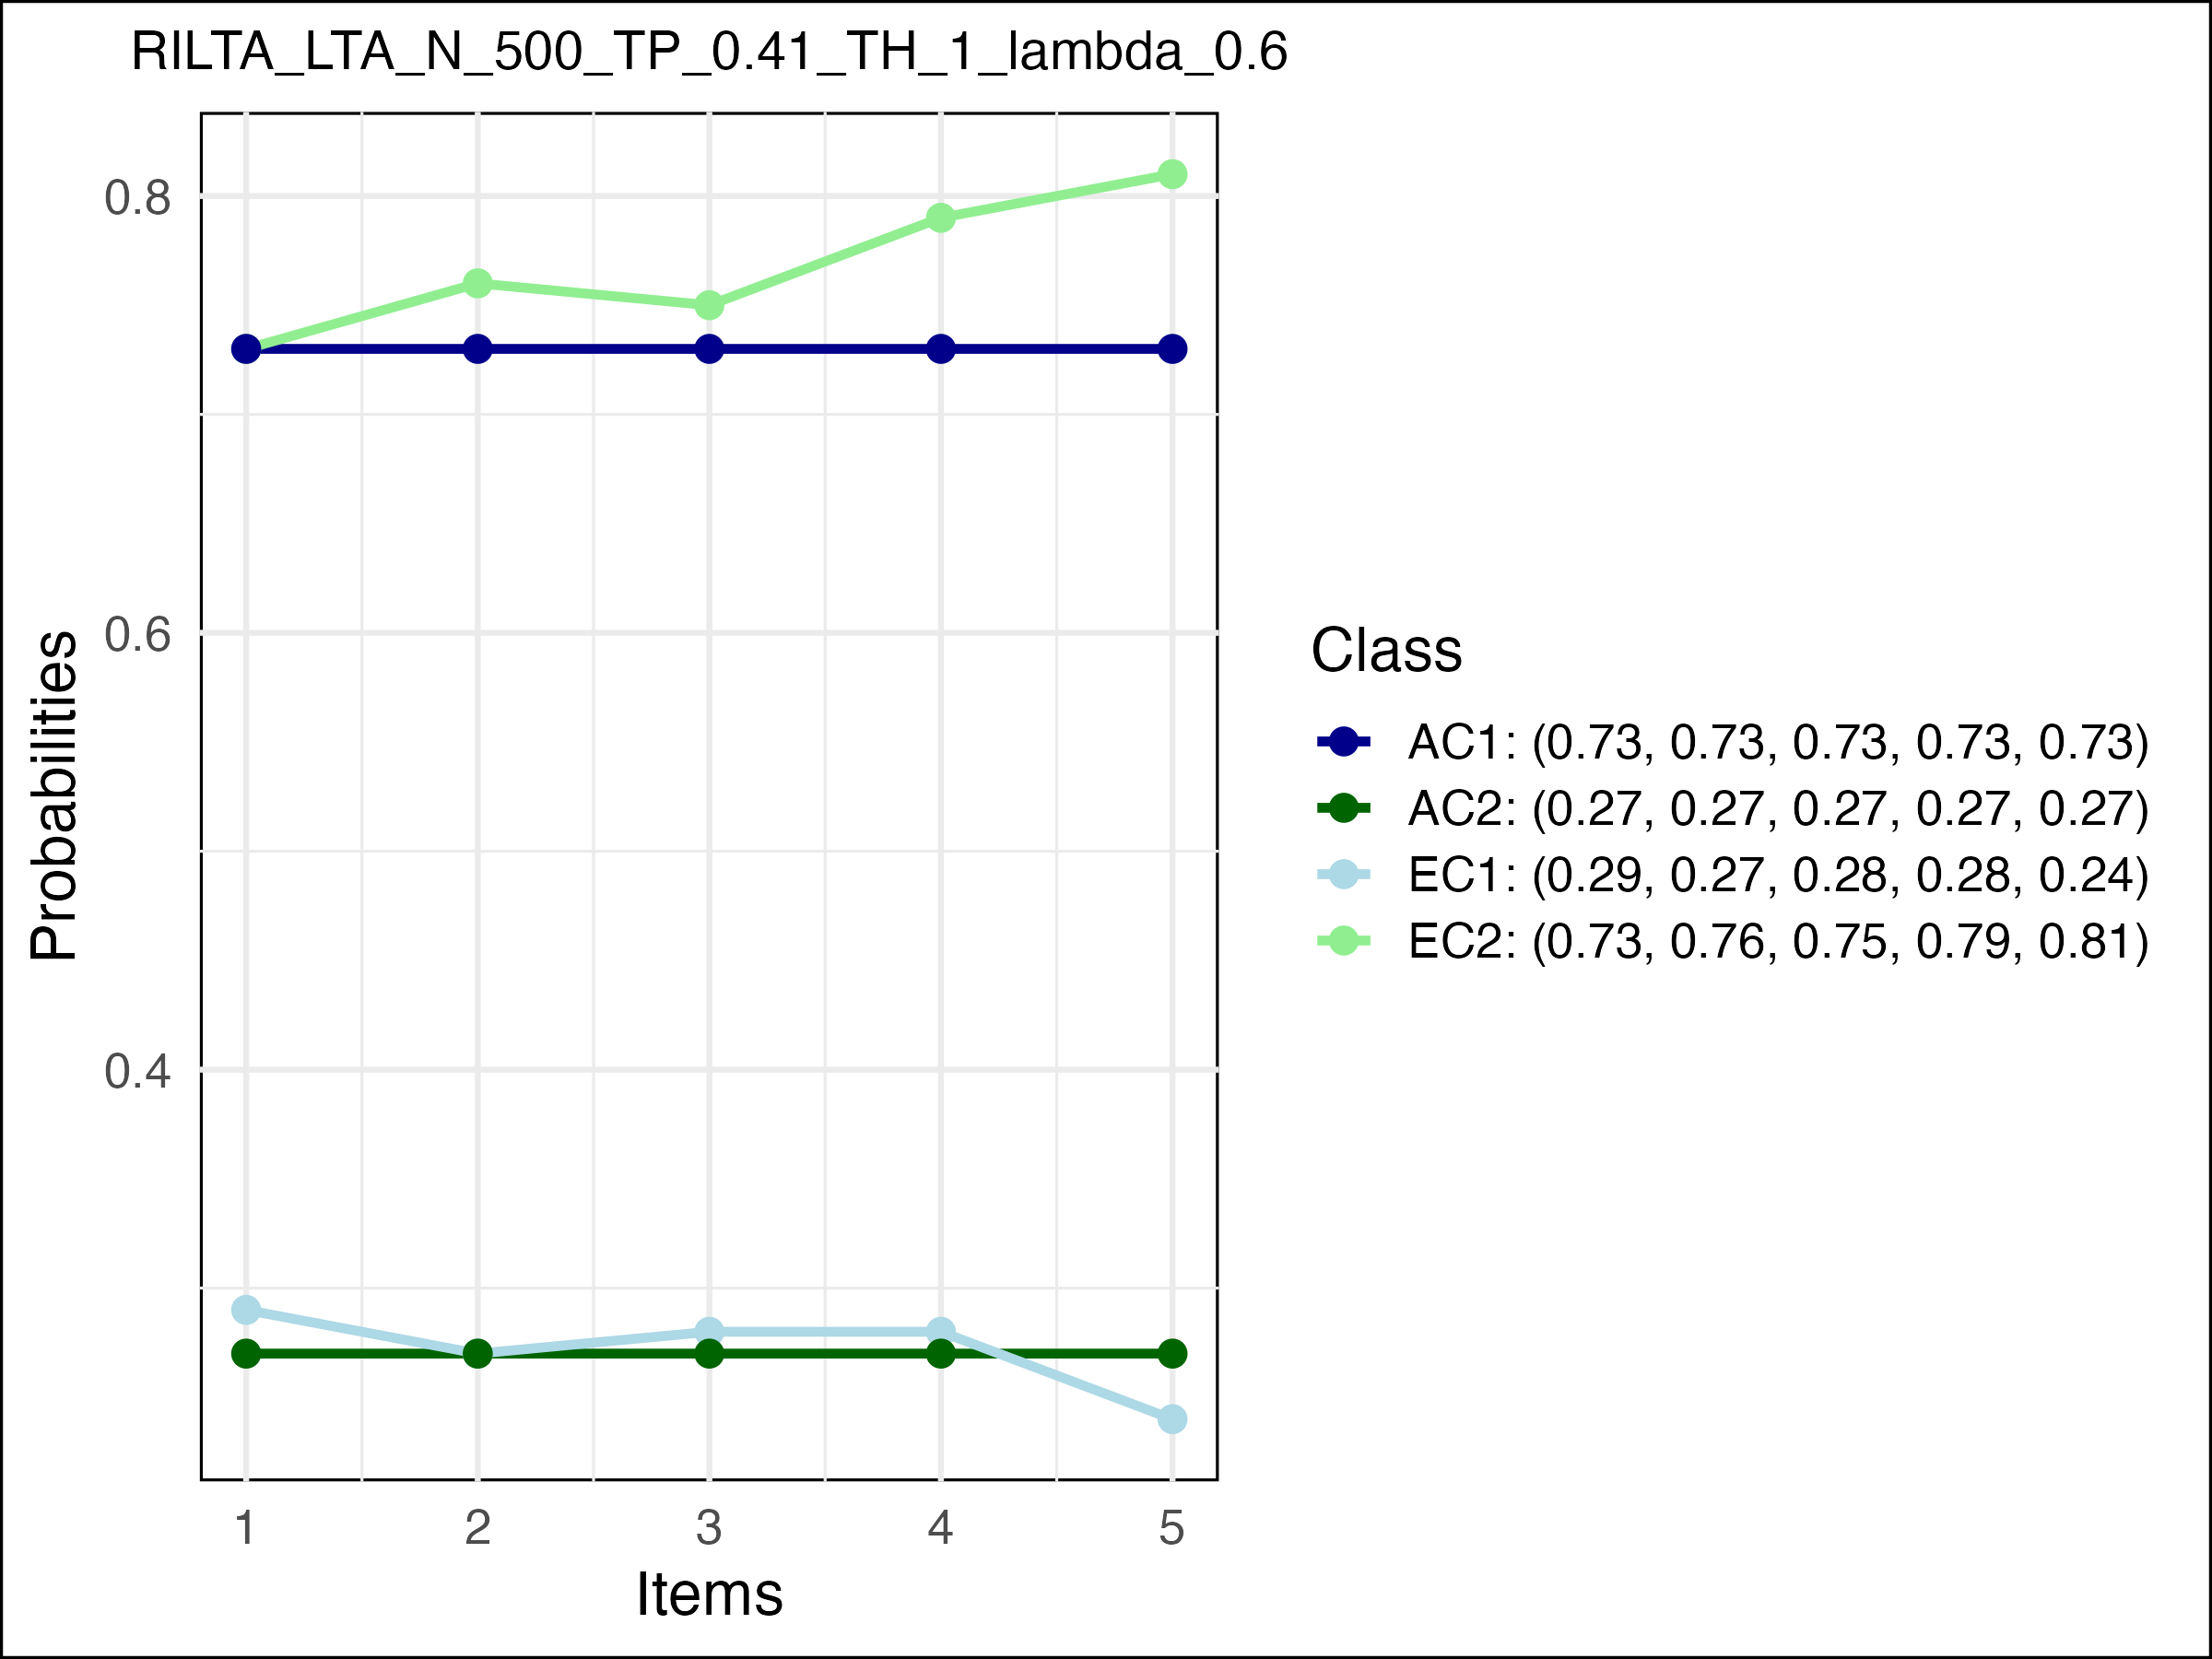 RILTA_LTA_N_500_TP_0.41_TH_1_lambda_0.6
0.8
0.6
0.4
Probabilities
1 2 3 4 5
Items
Class
AC1: (0.73, 0.73, 0.73, 0.73, 0.73)
AC2: (0.27, 0.27, 0.27, 0.27, 0.27)
EC1: (0.29, 0.27, 0.28, 0.28, 0.24)
EC2: (0.73, 0.76, 0.75, 0.79, 0.81)